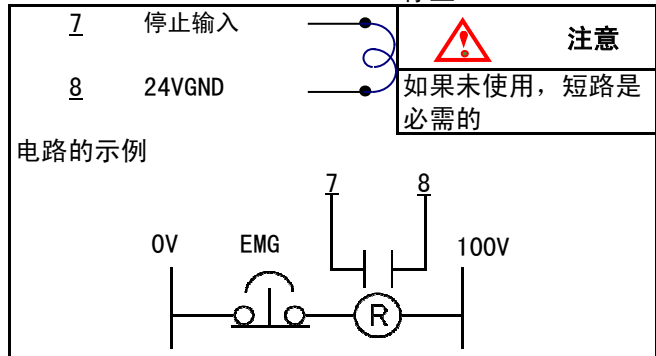 7 停止输入
8 24VGND
注意
如果未使用，短路是
必需的
电路的示例
7 8
0V EMG 100V
R